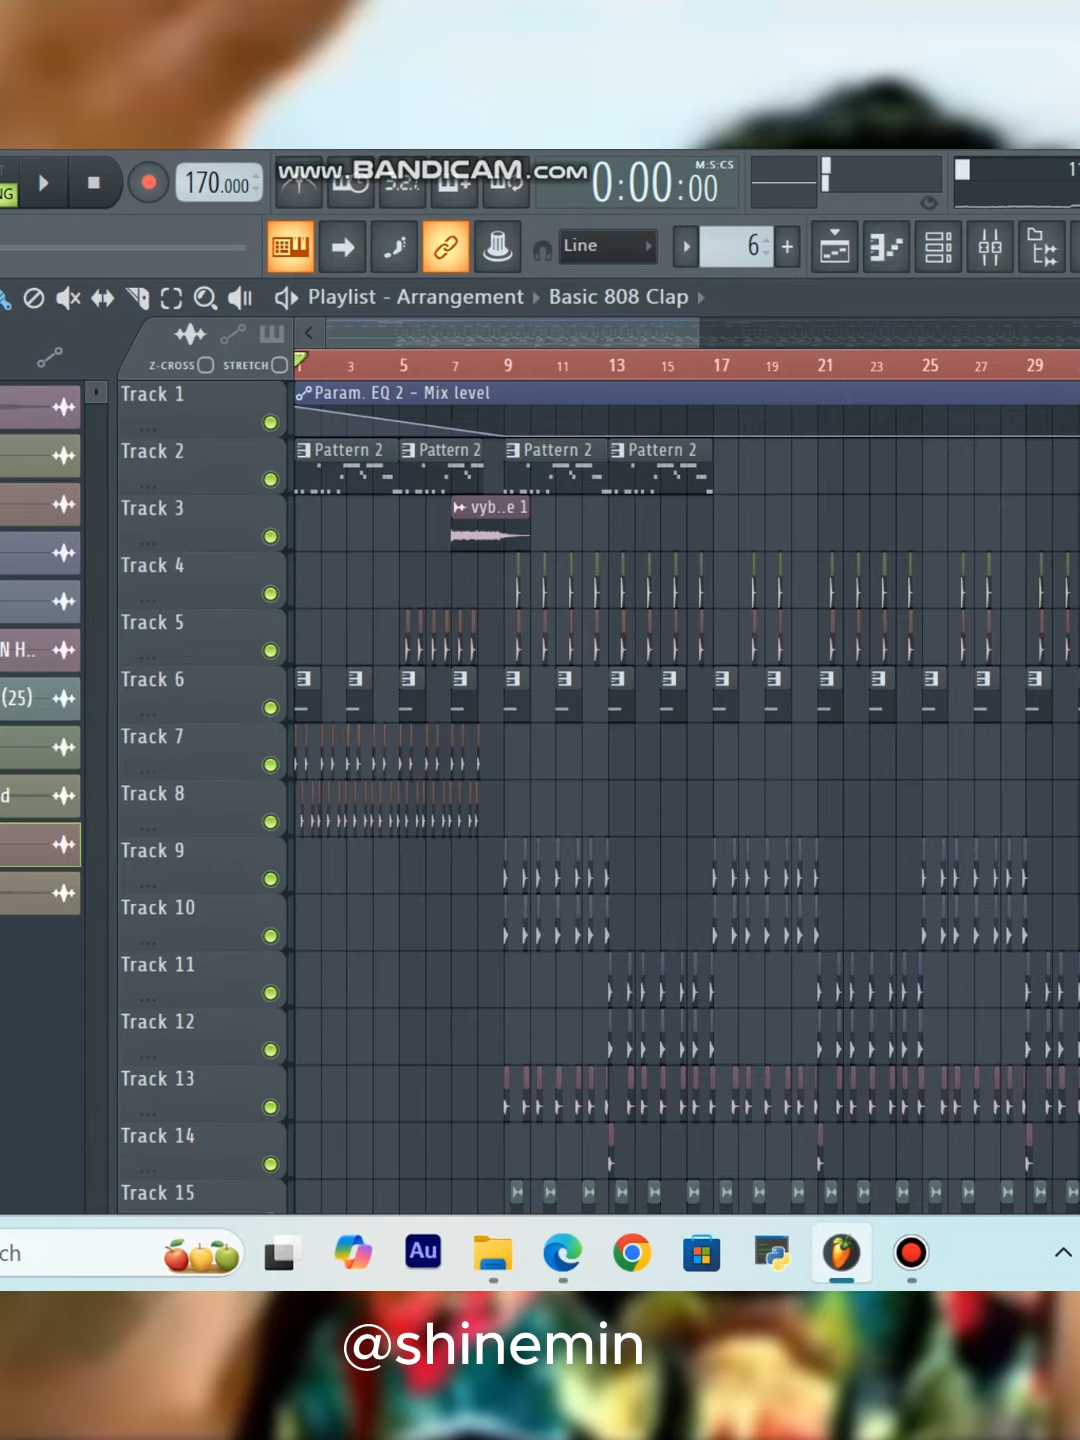 NG
170.000
www.BANDICAM.com
0:00:00
M:S:CS
Line
6
Playlist - Arrangement
Basic 808 Clap
Z-CROSS
STRETCH
3 5 7 9 11 13 15 17 19 21 23 25 27 29
Track 1
Param. EQ 2 - Mix level
Track 2
Pattern 2
Pattern 2
Pattern 2
Pattern 2
Track 3
vyb..e 1
Track 4
Track 5
N H..
Track 6
(25)
Track 7
Track 8
d
Track 9
Track 10
Track 11
Track 12
Track 13
Track 14
Track 15
ch
Au
@shinemin